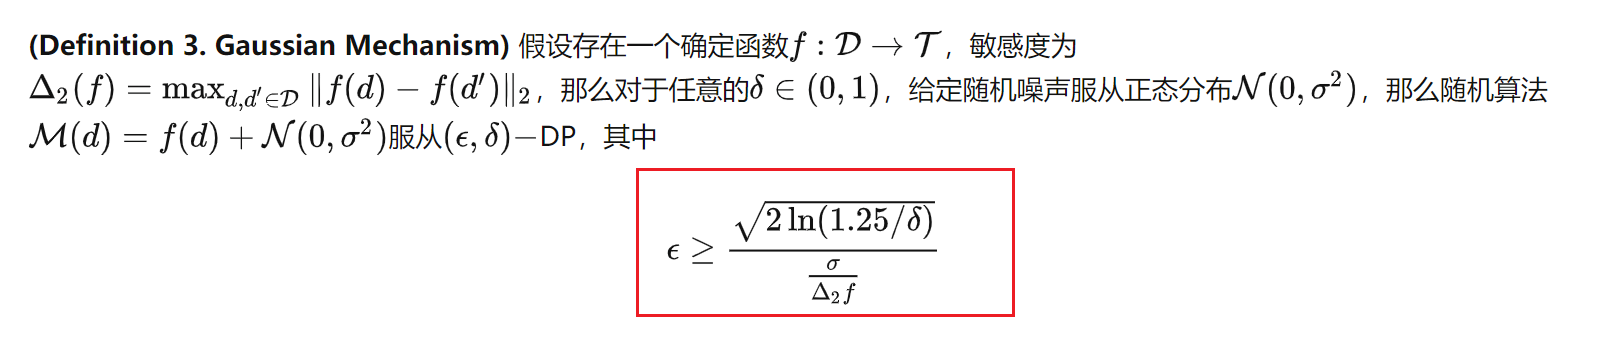 (Definition 3. Gaussian Mechanism) 假设存在一个确定函数$f : \mathcal{D} \to \mathcal{T}$，敏感度为
$\Delta_2(f) = \max_{d,d' \in \mathcal{D}} \|f(d) - f(d')\|_2$，那么对于任意的$\delta \in (0,1)$，给定随机噪声服从正态分布$\mathcal{N}(0,\sigma^2)$，那么随机算法
$\mathcal{M}(d) = f(d) + \mathcal{N}(0,\sigma^2)$服从$(\epsilon,\delta)-$DP，其中
$\epsilon \geq \frac{\sqrt{2\ln(1.25/\delta)}}{\frac{\sigma}{\Delta_2 f}}$